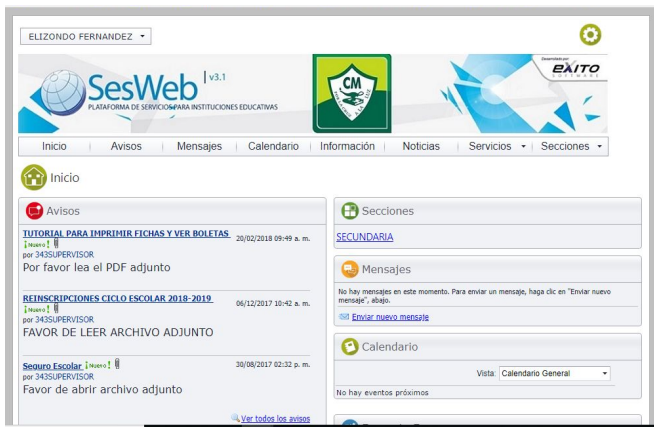 ELIZONDO FERNANDEZ
SesWeb v3.1
PLATAFORMA DE SERVICIOS PARA INSTITUCIONES EDUCATIVAS
CM
Desarrollado por:
eXITO
SOFTWARE
Inicio Avisos Mensajes Calendario Información Noticias Servicios Secciones
Inicio
Avisos
TUTORIAL PARA IMPRIMIR FICHAS Y VER BOLETAS 20/02/2018 09:49 a. m.
¡Nuevo!
por 343SUPERVISOR
Por favor lea el PDF adjunto
REINSCRIPCIONES CICLO ESCOLAR 2018-2019 06/12/2017 10:42 a. m.
¡Nuevo!
por 343SUPERVISOR
FAVOR DE LEER ARCHIVO ADJUNTO
Seguro Escolar ¡Nuevo! 30/08/2017 02:32 p. m.
por 343SUPERVISOR
Favor de abrir archivo adjunto
Ver todos los avisos
Secciones
SECUNDARIA
Mensajes
No hay mensajes en este momento. Para enviar un mensaje, haga clic en "Enviar nuevo
mensaje", abajo.
Enviar nuevo mensaje
Calendario
Vista: Calendario General
No hay eventos próximos